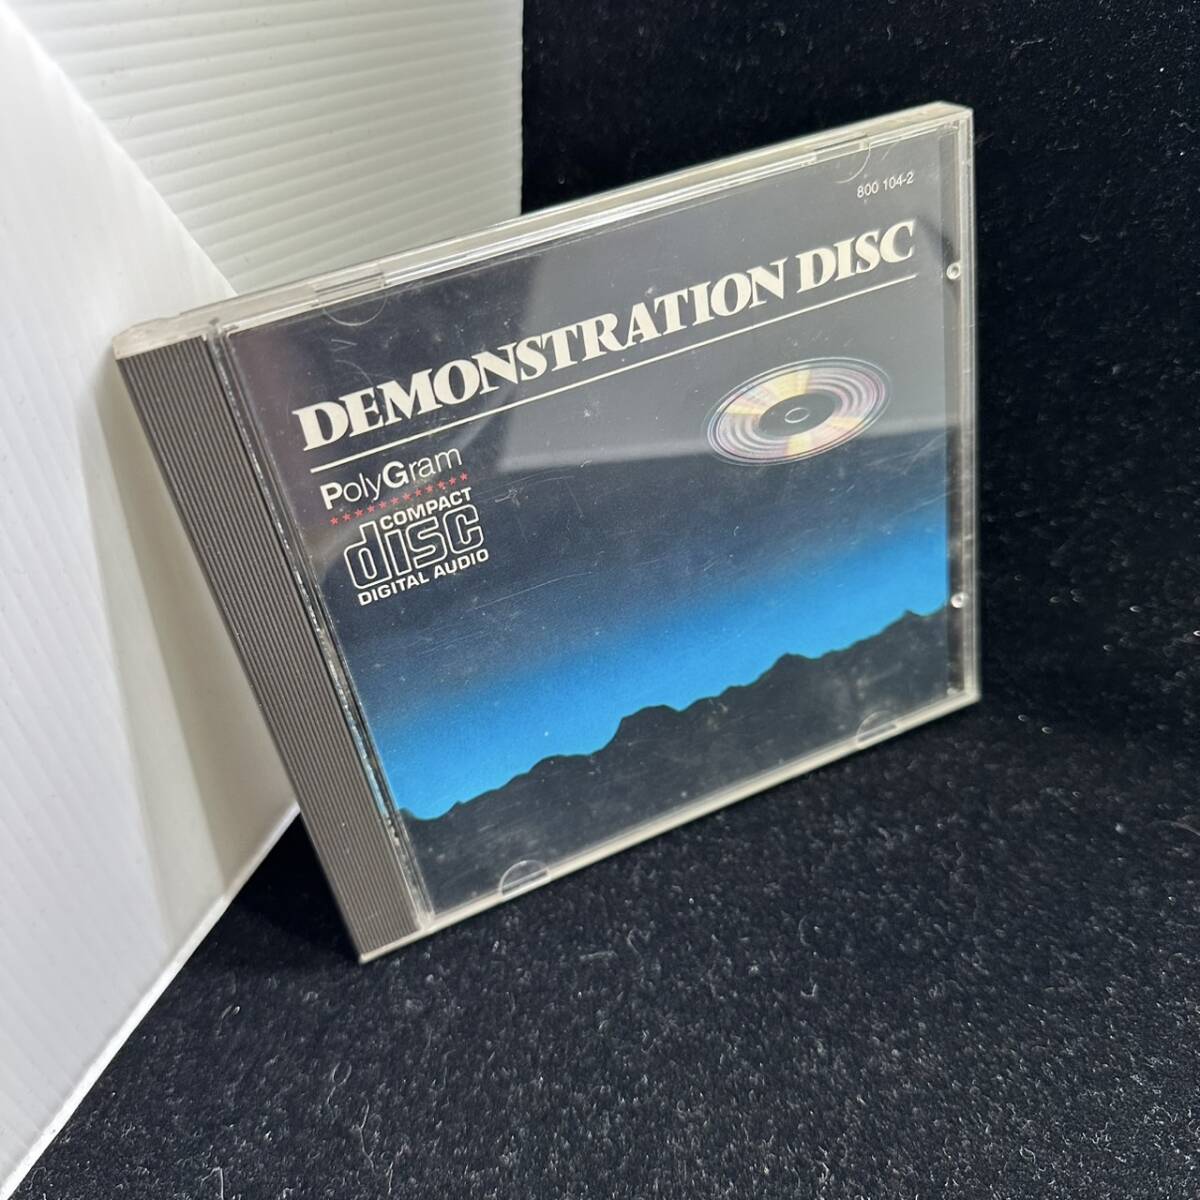 800 104-2
DEMONSTRATION DISC
PolyGram
COMPACT
disc
DIGITAL AUDIO